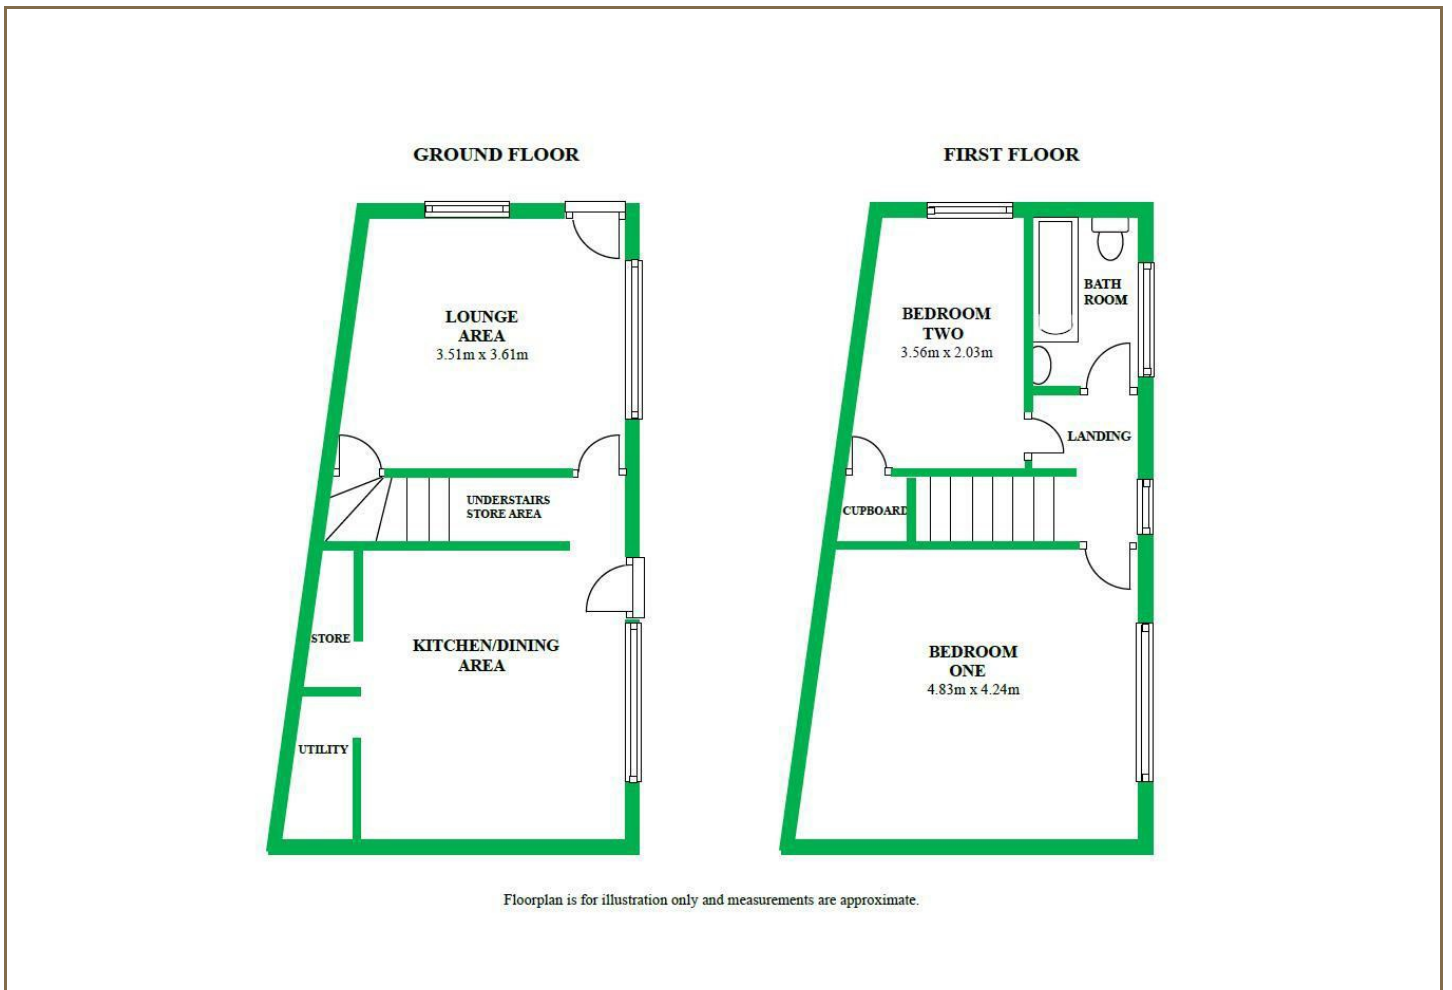 GROUND FLOOR
LOUNGE
AREA
3.51m x 3.61m
UNDERSTAIRS
STORE AREA
STORE
KITCHEN/DINING
AREA
UTILITY
FIRST FLOOR
BEDROOM
TWO
3.56m x 2.03m
BATH
ROOM
LANDING
CUPBOARD
BEDROOM
ONE
4.83m x 4.24m
Floorplan is for illustration only and measurements are approximate.